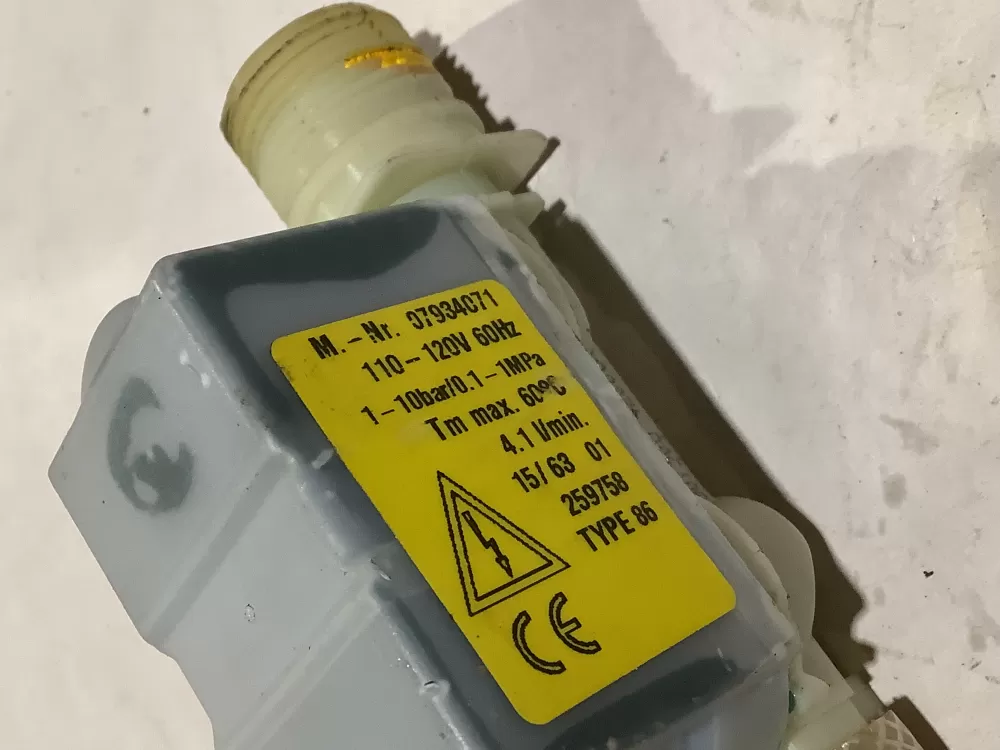 M.-Nr. 07934071
110-120V 60Hz
1-10bar/0.1-1MPa
Tm max. 60°C
4.1 l/min.
15/63 01
259758
TYPE 86
CE